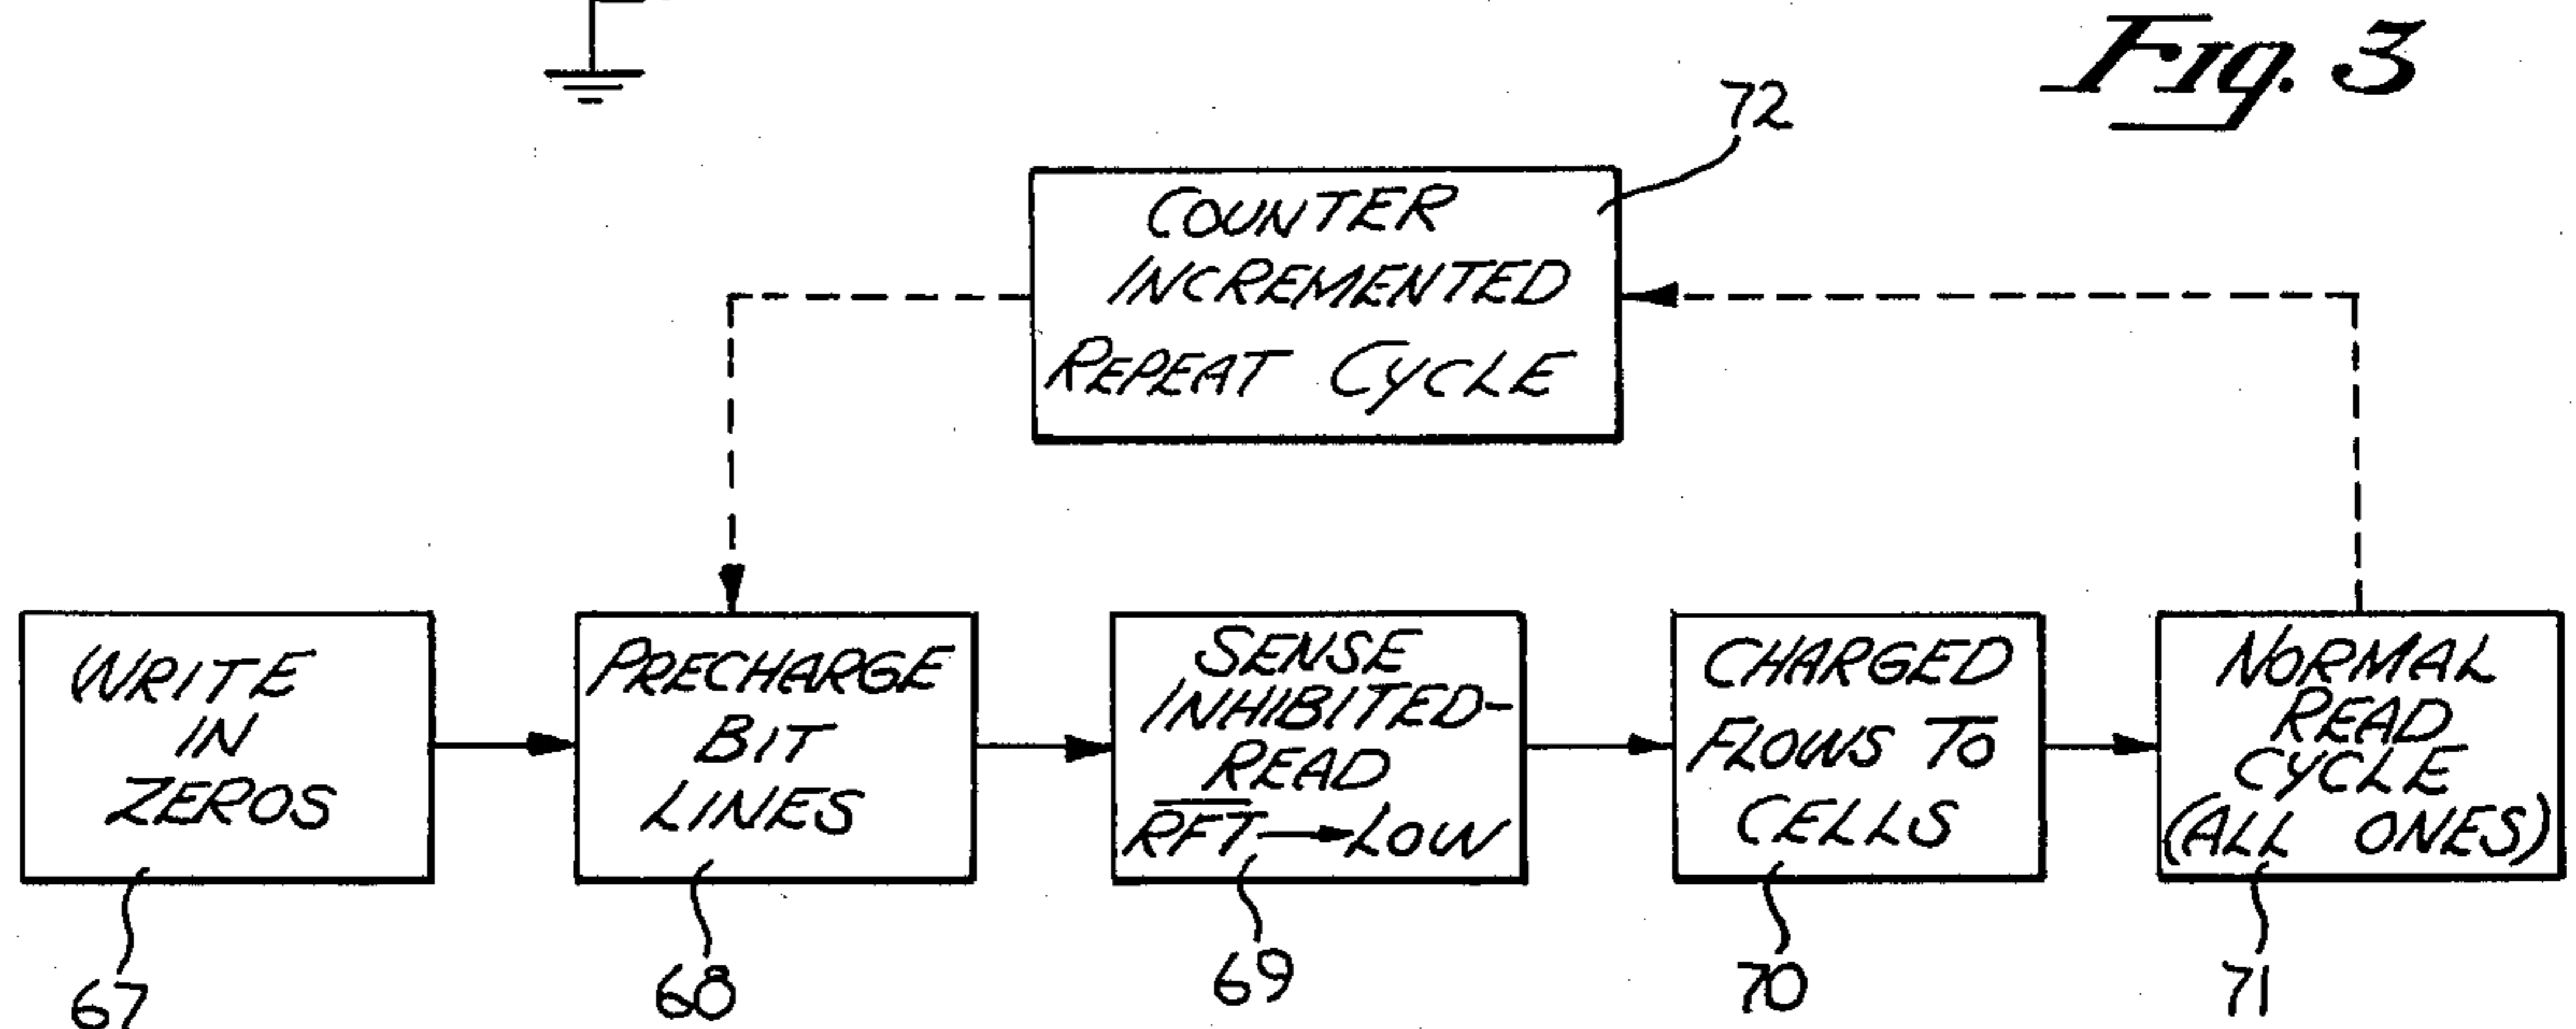 Fig. 3
72
COUNTER
INCREMENTED
REPEAT CYCLE
WRITE
IN
ZEROS
PRECHARGE
BIT
LINES
SENSE
INHIBITED-
READ
R̅F̅T̅→LOW
CHARGED
FLOWS TO
CELLS
NORMAL
READ
CYCLE
(ALL ONES)
67
68
69
70
71